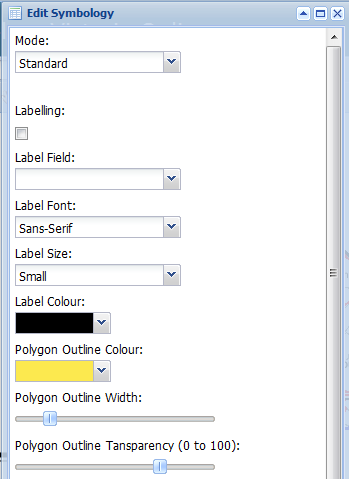 Edit Symbology
Mode:
Standard
Labelling:
Label Field:
Label Font:
Sans-Serif
Label Size:
Small
Label Colour:
Polygon Outline Colour:
Polygon Outline Width:
Polygon Outline Tansparency (0 to 100):